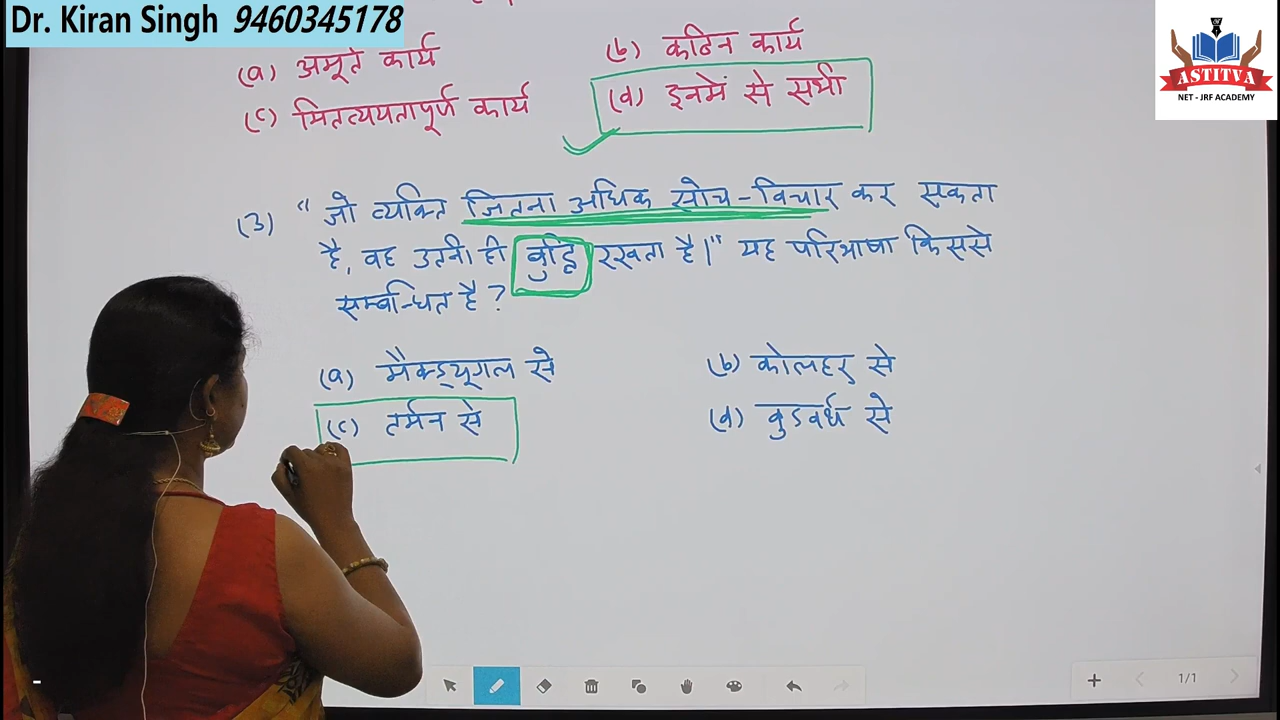 Dr. Kiran Singh 9460345178
ASTITVA
NET - JRF ACADEMY
(a) अमूर्त कार्य
(b) कठिन कार्य
(c) मितव्ययतापूर्ण कार्य
(d) इनमें से सभी
(3) "जो व्यक्ति जितना अधिक सोच-विचार कर सकता
है, वह उतनी ही बुद्धि रखता है।" यह परिभाषा किससे
सम्बन्धित है?
(a) मैक्ड्यूगल से
(b) कोलहर से
(c) टर्मन से
(d) वुडवर्थ से
1/1